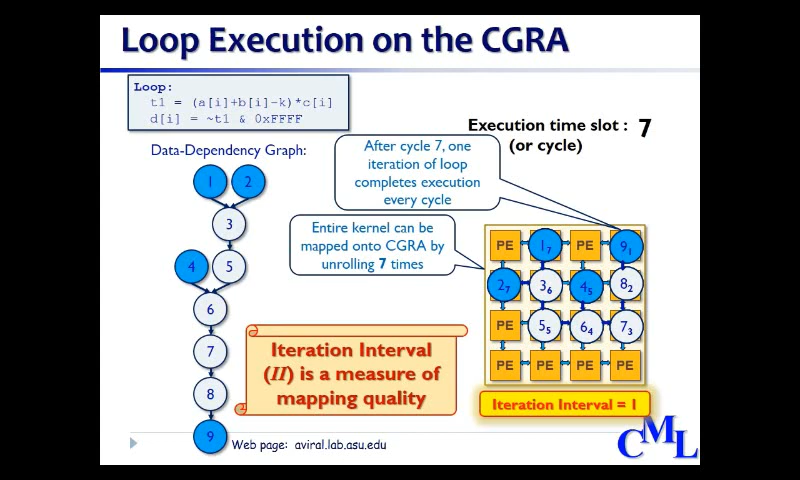 Loop Execution on the CGRA
Loop:
t1 = (a[i]+b[i]-k)*c[i]
d[i] = ~t1 & 0xFFFF
Execution time slot : 7
(or cycle)
Data-Dependency Graph:
After cycle 7, one
iteration of loop
completes execution
every cycle
Entire kernel can be
mapped onto CGRA by
unrolling 7 times
1 2
3
4 5
6
7
8
9
PE 1₇ PE 9₁
2₇ 3₆ 4₅ 8₂
PE 5₅ 6₄ 7₃
PE PE PE PE
Iteration Interval
(II) is a measure of
mapping quality
Iteration Interval = 1
Web page: aviral.lab.asu.edu
CML